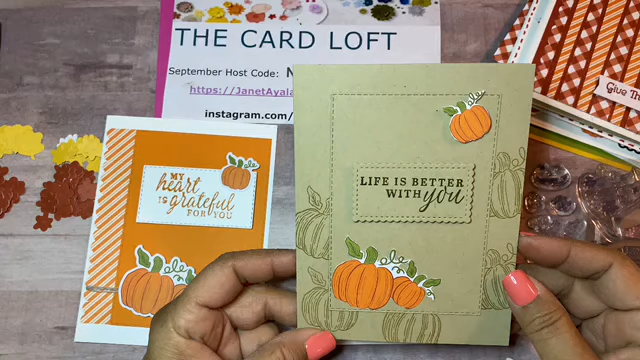 THE CARD LOFT
September Host Code:
https://JanetAyala
instagram.com/
Give Th
MY
heart
is grateful
FOR YOU
LIFE IS BETTER
WITH you